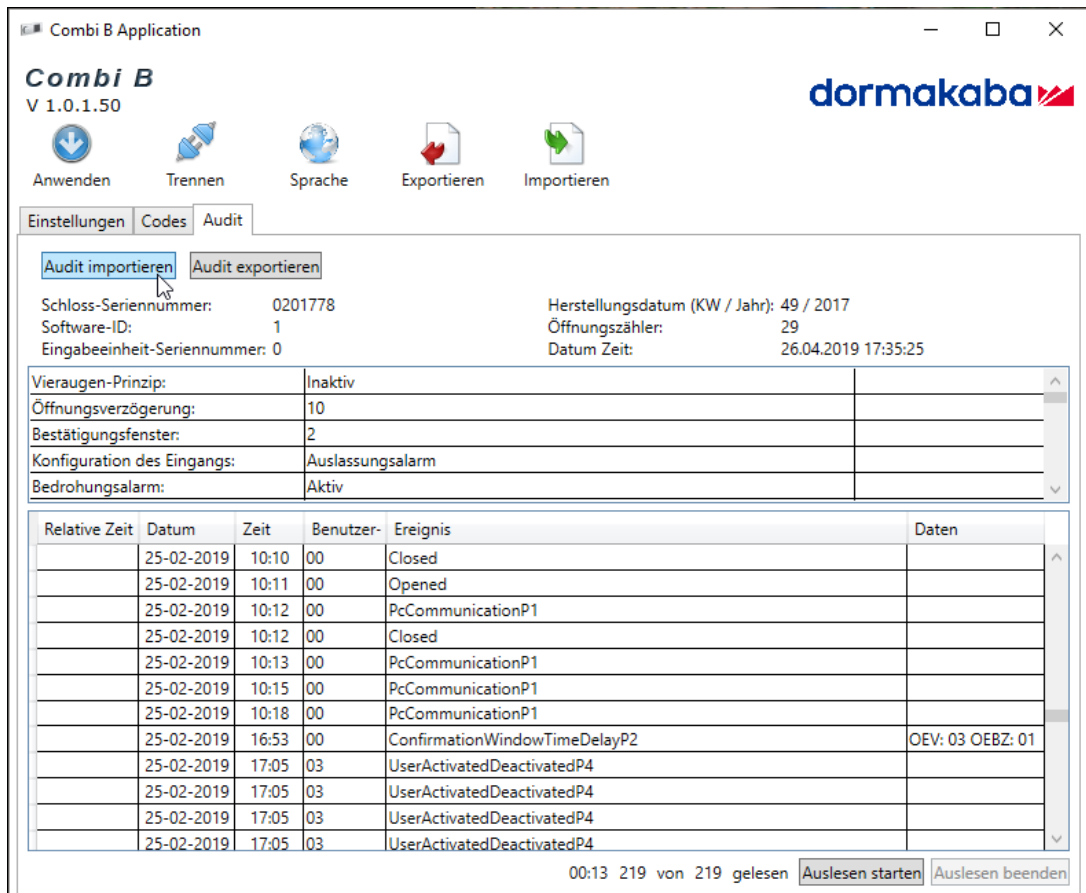 Combi B Application
Combi B
V 1.0.1.50
dormakaba
Anwenden Trennen Sprache Exportieren Importieren
Einstellungen Codes Audit
Audit importieren Audit exportieren
Schloss-Seriennummer: 0201778 Herstellungsdatum (KW / Jahr): 49 / 2017
Software-ID: 1 Öffnungszähler: 29
Eingabeeinheit-Seriennummer: 0 Datum Zeit: 26.04.2019 17:35:25
Vieraugen-Prinzip: Inaktiv
Öffnungsverzögerung: 10
Bestätigungsfenster: 2
Konfiguration des Eingangs: Auslassungsalarm
Bedrohungsalarm: Aktiv
Relative Zeit Datum Zeit Benutzer- Ereignis Daten
25-02-2019 10:10 00 Closed
25-02-2019 10:11 00 Opened
25-02-2019 10:12 00 PcCommunicationP1
25-02-2019 10:12 00 Closed
25-02-2019 10:13 00 PcCommunicationP1
25-02-2019 10:15 00 PcCommunicationP1
25-02-2019 10:18 00 PcCommunicationP1
25-02-2019 16:53 00 ConfirmationWindowTimeDelayP2 OEV: 03 OEBZ: 01
25-02-2019 17:05 03 UserActivatedDeactivatedP4
25-02-2019 17:05 03 UserActivatedDeactivatedP4
25-02-2019 17:05 03 UserActivatedDeactivatedP4
25-02-2019 17:05 03 UserActivatedDeactivatedP4
00:13 219 von 219 gelesen Auslesen starten Auslesen beenden